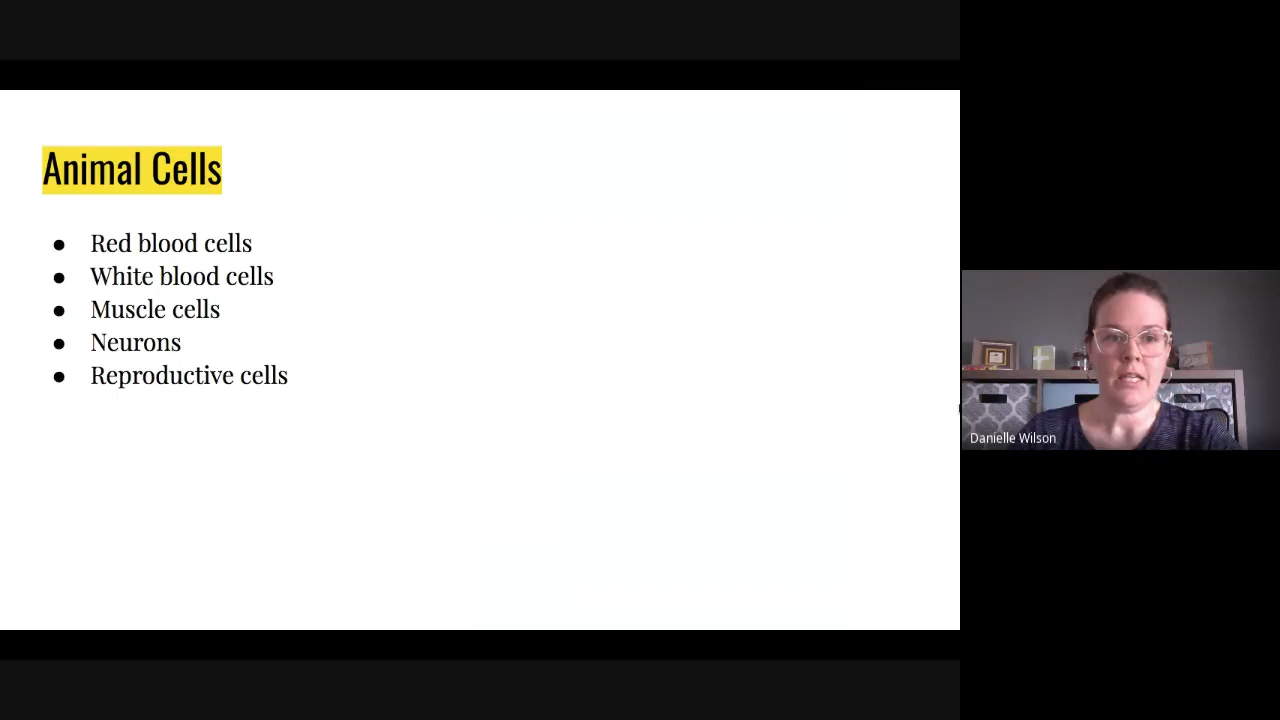 Animal Cells
● Red blood cells
● White blood cells
● Muscle cells
● Neurons
● Reproductive cells
Danielle Wilson